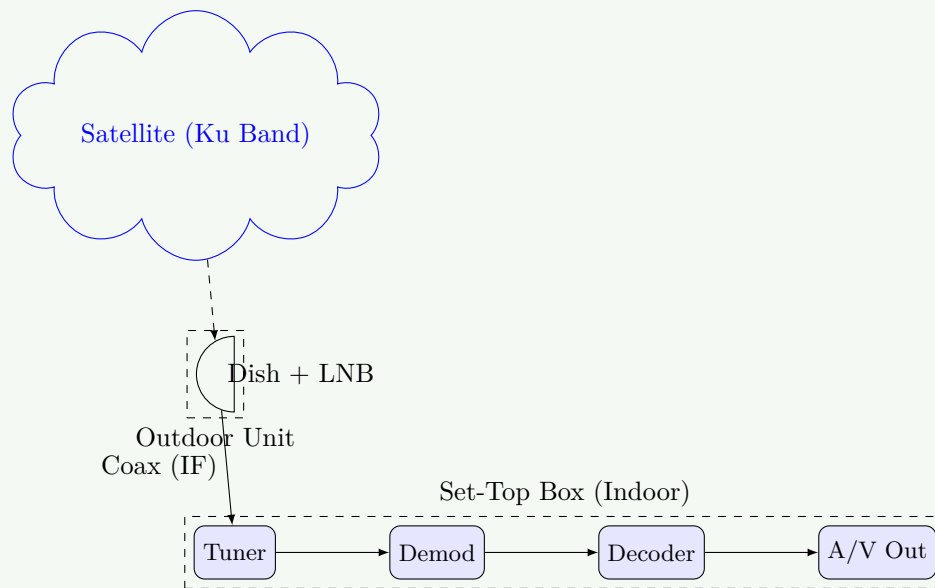 Satellite (Ku Band)
Dish + LNB
Outdoor Unit
Coax (IF)
Set-Top Box (Indoor)
Tuner
Demod
Decoder
A/V Out